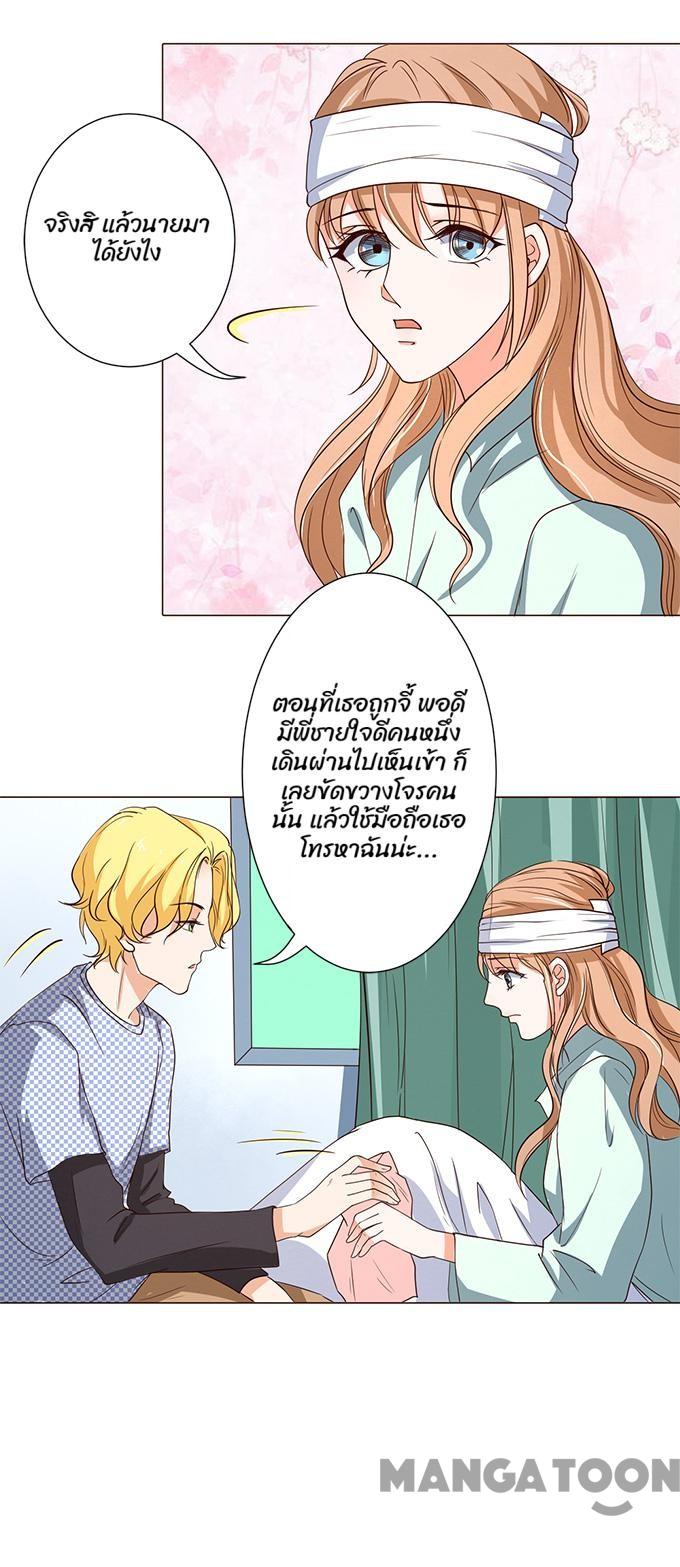 จริงสิ แล้วนายมา
ได้ยังไง
ตอนที่เธอถูกจี้ พอดี
มีพี่ชายใจดีคนหนึ่ง
เดินผ่านไปเห็นเข้า ก็
เลยขัดขวางโจรคน
นั้น แล้วใช้มือถือเธอ
โทรหาฉันน่ะ...
MANGATOON